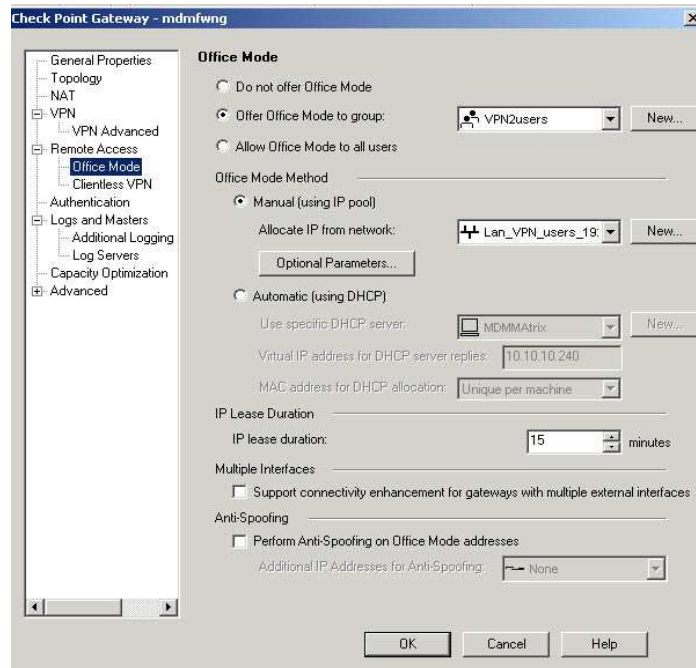 Check Point Gateway - mdmfwng
General Properties
Topology
NAT
VPN
VPN Advanced
Remote Access
Office Mode
Clientless VPN
Authentication
Logs and Masters
Additional Logging
Log Servers
Capacity Optimization
Advanced
Office Mode
Do not offer Office Mode
Offer Office Mode to group: VPN2users New...
Allow Office Mode to all users
Office Mode Method
Manual (using IP pool)
Allocate IP from network: Lan_VPN_users_19: New...
Optional Parameters...
Automatic (using DHCP)
Use specific DHCP server: MDMMAtrix New...
Virtual IP address for DHCP server replies: 10.10.10.240
MAC address for DHCP allocation: Unique per machine
IP Lease Duration
IP lease duration: 15 minutes
Multiple Interfaces
Support connectivity enhancement for gateways with multiple external interfaces
Anti-Spoofing
Perform Anti-Spoofing on Office Mode addresses
Additional IP Addresses for Anti-Spoofing: None
OK Cancel Help